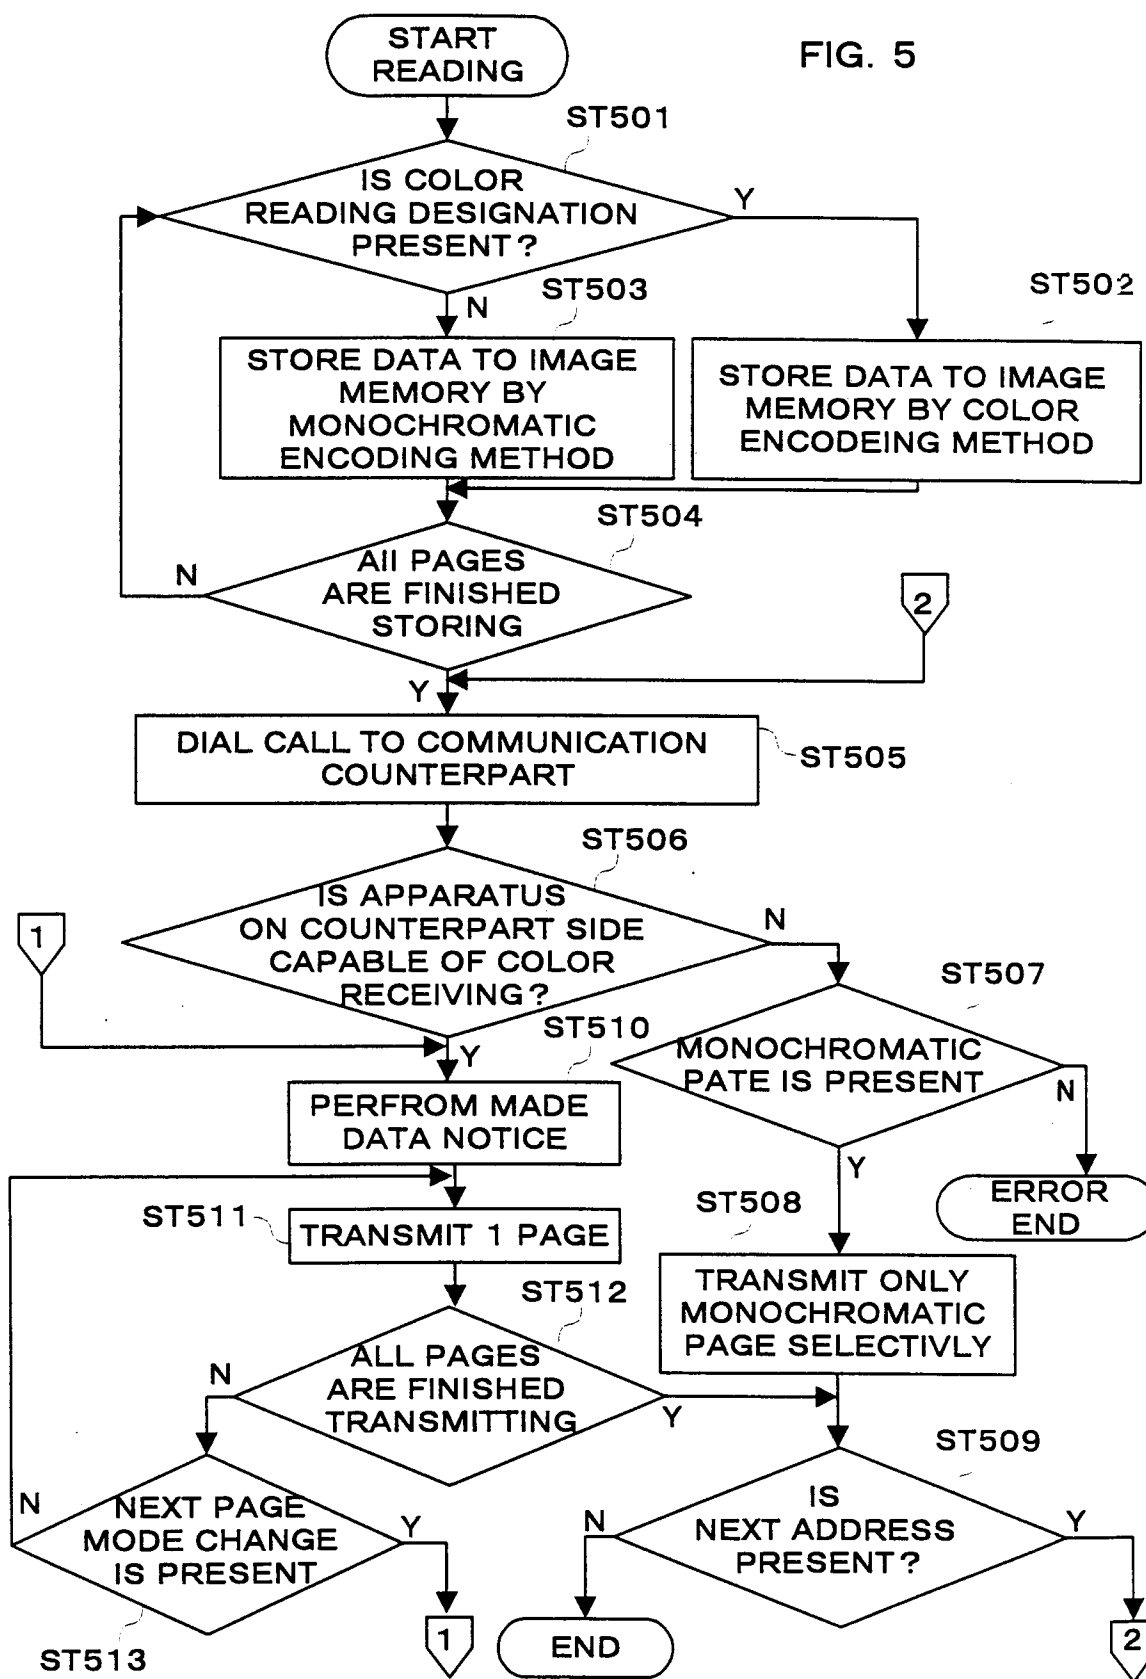 START
READING
FIG. 5
ST501
IS COLOR
READING DESIGNATION
PRESENT?
Y
N
ST503
ST502
STORE DATA TO IMAGE
MEMORY BY
MONOCHROMATIC
ENCODING METHOD
STORE DATA TO IMAGE
MEMORY BY COLOR
ENCODEING METHOD
ST504
All PAGES
ARE FINISHED
STORING
N
2
Y
DIAL CALL TO COMMUNICATION
COUNTERPART
ST505
ST506
IS APPARATUS
ON COUNTERPART SIDE
CAPABLE OF COLOR
RECEIVING?
N
1
ST507
MONOCHROMATIC
PATE IS PRESENT
N
Y
ST510
Y
PERFROM MADE
DATA NOTICE
ERROR
END
ST511
TRANSMIT 1 PAGE
ST508
TRANSMIT ONLY
MONOCHROMATIC
PAGE SELECTIVLY
ST512
ALL PAGES
ARE FINISHED
TRANSMITTING
N
Y
ST509
IS
NEXT ADDRESS
PRESENT?
N
Y
NEXT PAGE
MODE CHANGE
IS PRESENT
N
Y
ST513
1
END
2